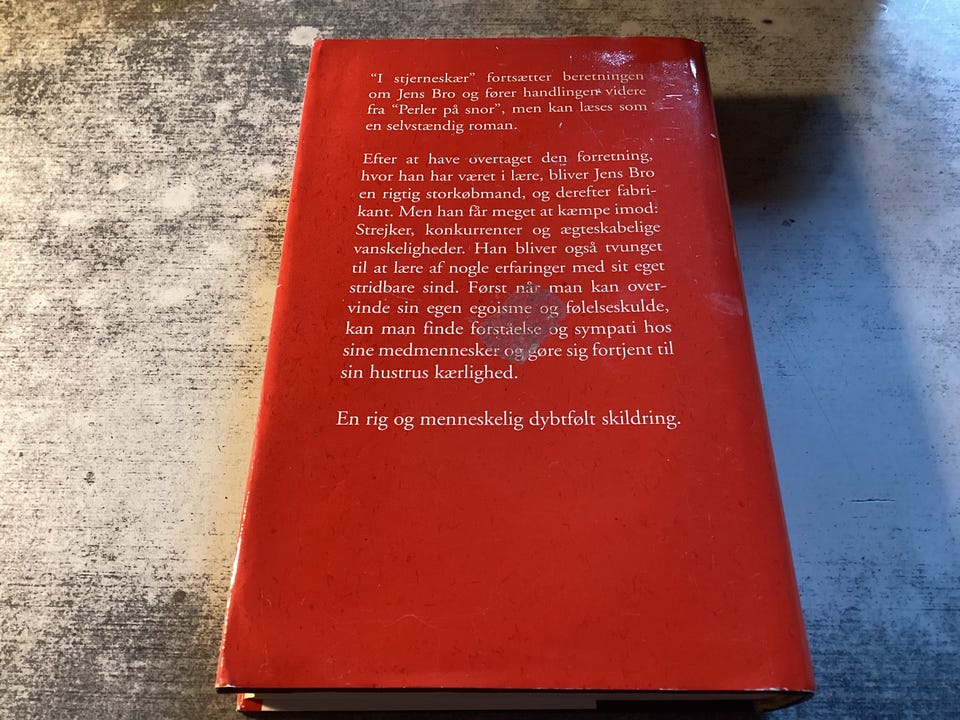 "I stjerneskær" fortsætter beretningen
om Jens Bro og fører handlingen videre
fra "Perler på snor", men kan læses som
en selvstændig roman.
Efter at have overtaget den forretning,
hvor han har været i lære, bliver Jens Bro
en rigtig storkøbmand, og derefter fabri-
kant. Men han får meget at kæmpe imod:
Strejker, konkurrenter og ægteskabelige
vanskeligheder. Han bliver også tvunget
til at lære af nogle erfaringer med sit eget
stridbare sind. Først når man kan over-
vinde sin egen egoisme og følelseskulde,
kan man finde forståelse og sympati hos
sine medmennesker og gøre sig fortjent til
sin hustrus kærlighed.
En rig og menneskelig dybtfølt skildring.